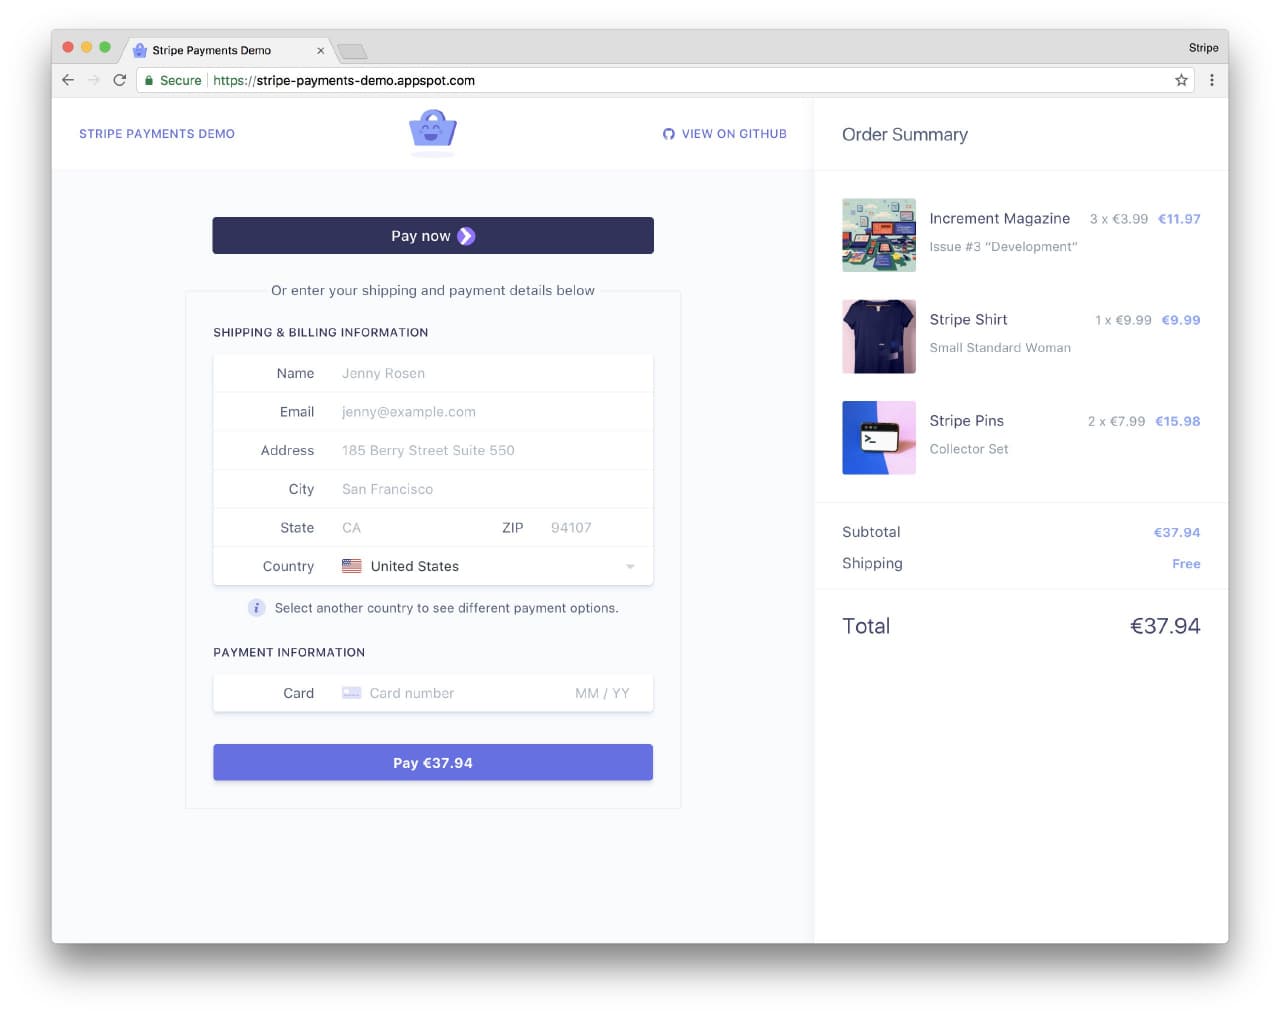 Stripe Payments Demo
Stripe
Secure https://stripe-payments-demo.appspot.com
STRIPE PAYMENTS DEMO
VIEW ON GITHUB
Pay now
Or enter your shipping and payment details below
SHIPPING & BILLING INFORMATION
Name Jenny Rosen
Email jenny@example.com
Address 185 Berry Street Suite 550
City San Francisco
State CA ZIP 94107
Country United States
Select another country to see different payment options.
PAYMENT INFORMATION
Card Card number MM / YY
Pay €37.94
Order Summary
Increment Magazine 3 x €3.99 €11.97
Issue #3 “Development”
Stripe Shirt 1 x €9.99 €9.99
Small Standard Woman
>_
Stripe Pins 2 x €7.99 €15.98
Collector Set
Subtotal €37.94
Shipping Free
Total €37.94